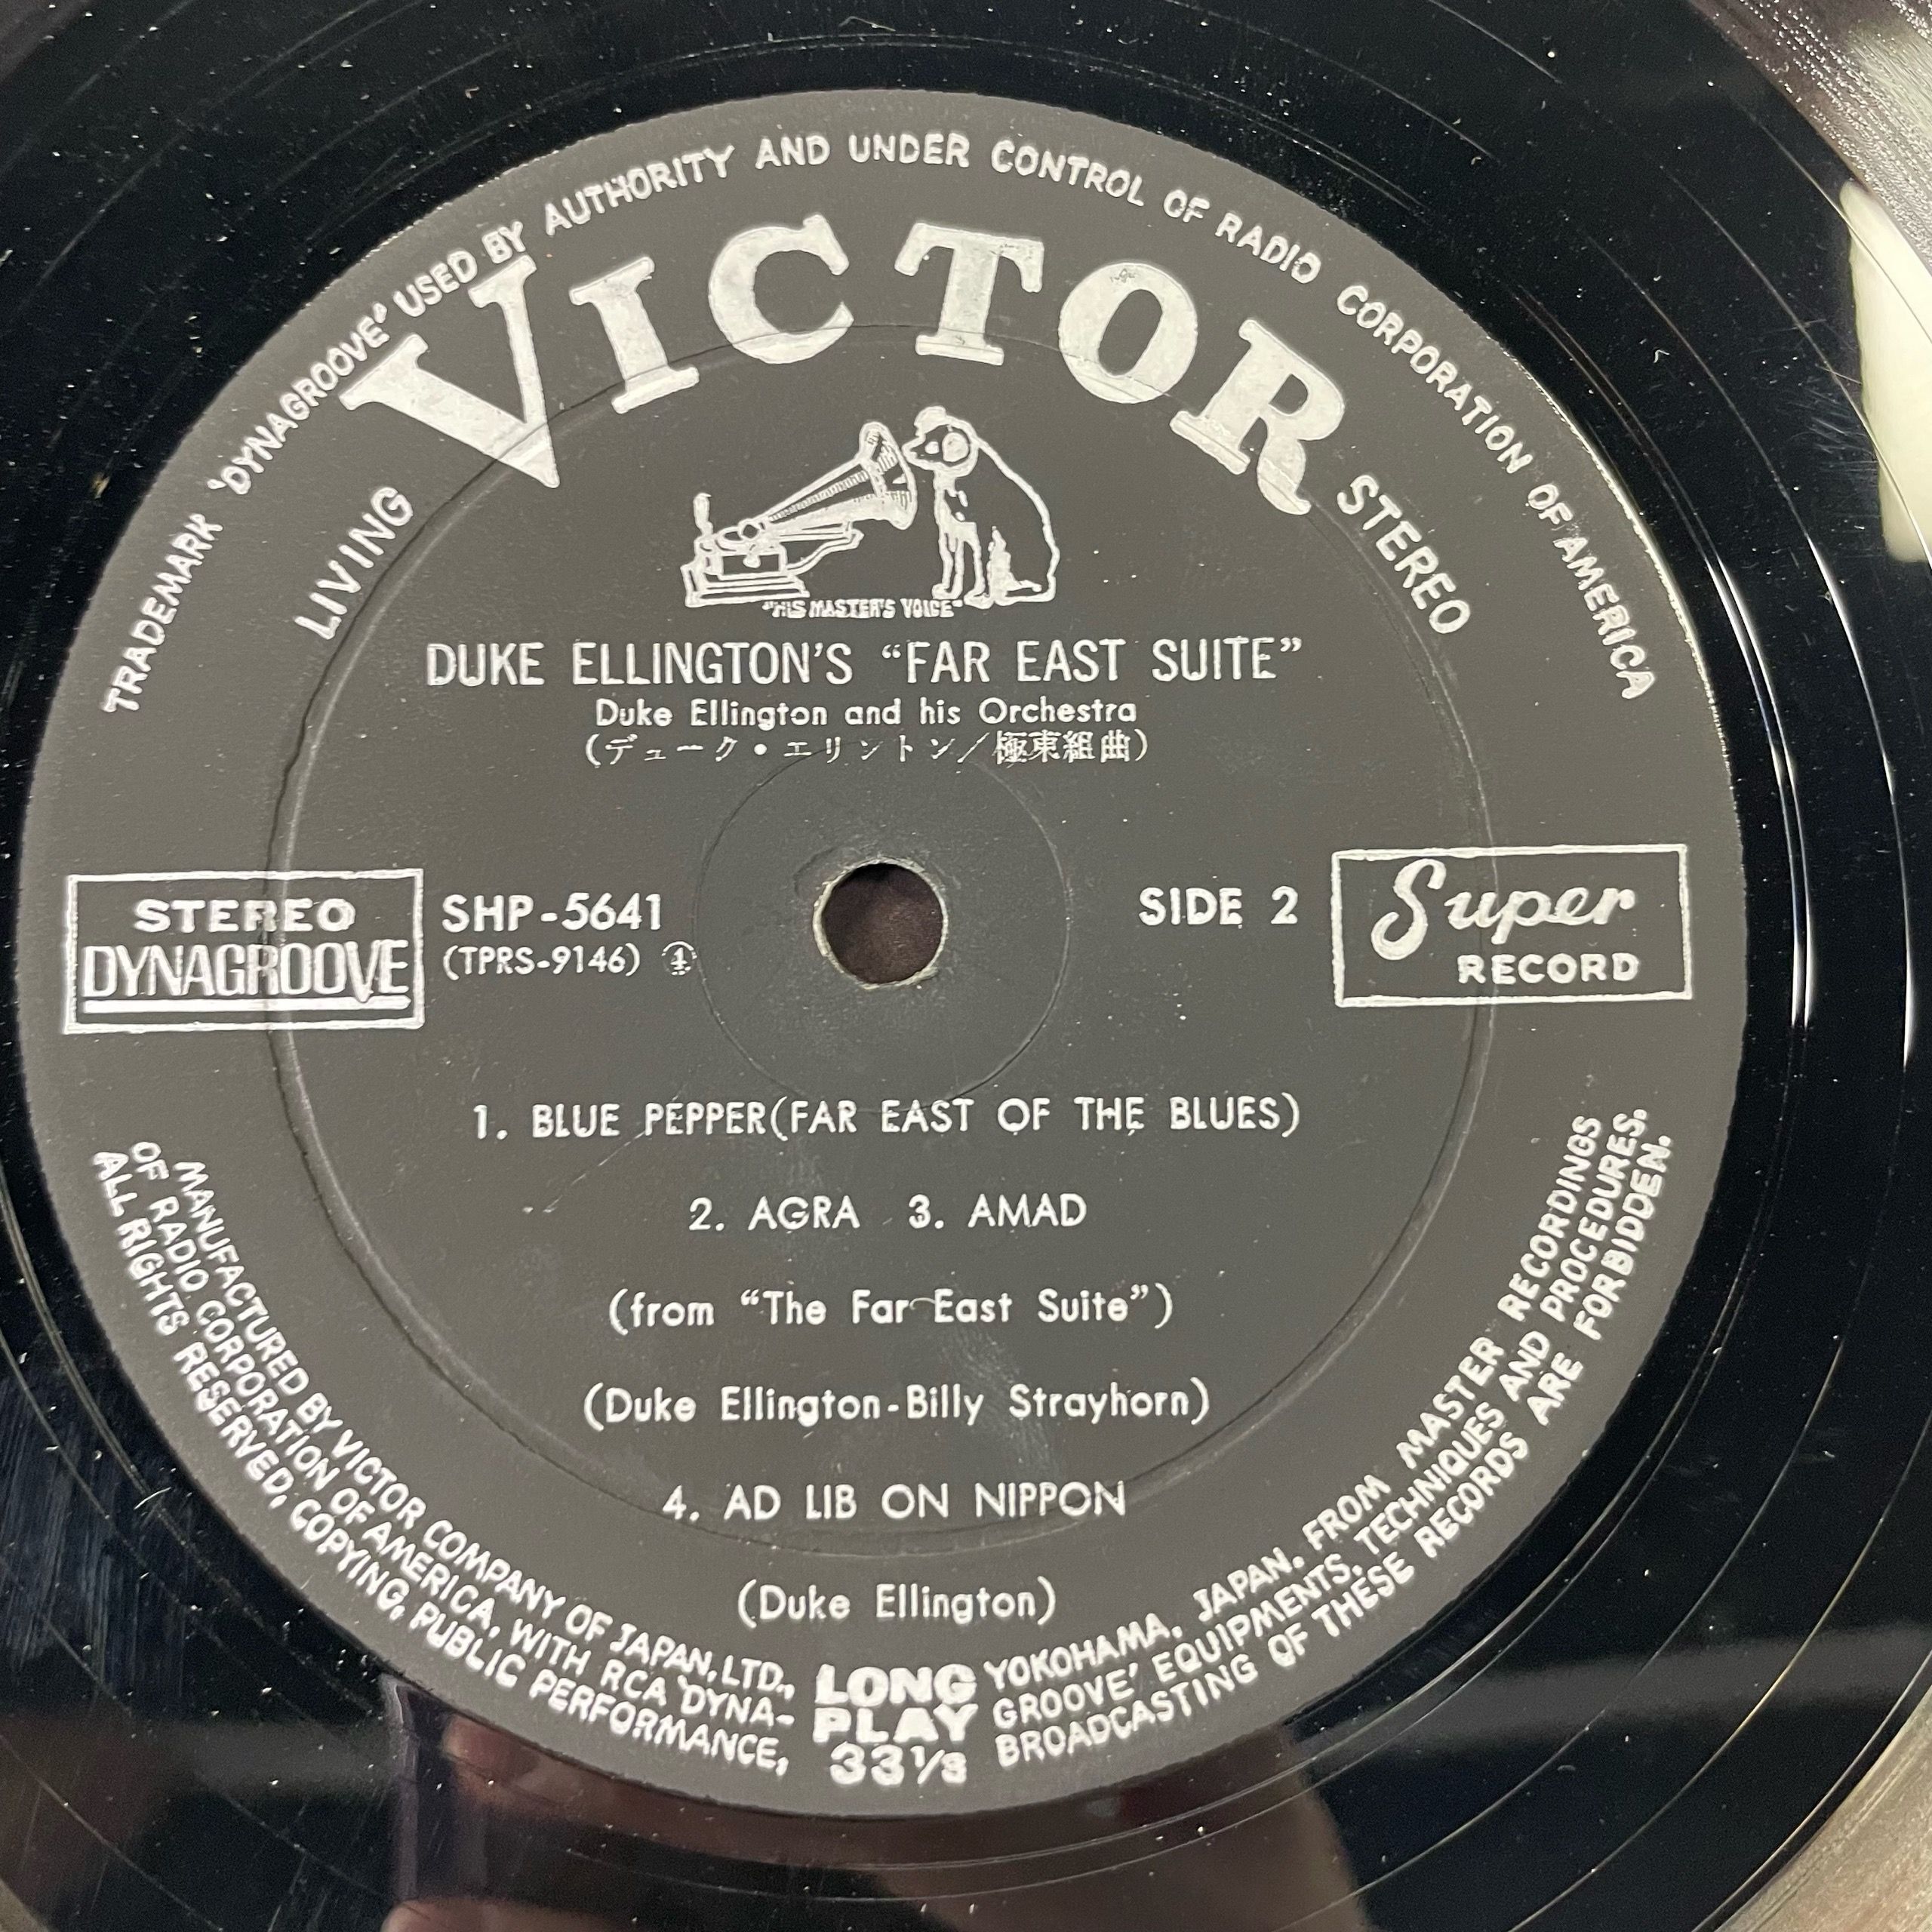 TRADEMARK 'DYNAGROOVE' USED BY AUTHORITY AND UNDER CONTROL OF RADIO CORPORATION OF AMERICA
LIVING VICTOR STEREO
"HIS MASTER'S VOICE"
DUKE ELLINGTON'S “FAR EAST SUITE”
Duke Ellington and his Orchestra
(デューク・エリントン/極東組曲)
STEREO
DYNAGROOVE
SHP-5641
(TPRS-9146) ④
SIDE 2
Super
RECORD
1. BLUE PEPPER(FAR EAST OF THE BLUES)
2. AGRA 3. AMAD
(from “The Far East Suite”)
(Duke Ellington-Billy Strayhorn)
4. AD LIB ON NIPPON
(Duke Ellington)
MANUFACTURED BY VICTOR COMPANY OF JAPAN, LTD., YOKOHAMA, JAPAN. FROM MASTER RECORDINGS
OF RADIO CORPORATION OF AMERICA, WITH RCA 'DYNA-GROOVE' EQUIPMENTS, TECHNIQUES AND PROCEDURES.
ALL RIGHTS RESERVED, COPYING, PUBLIC PERFORMANCE, BROADCASTING OF THESE RECORDS ARE FORBIDDEN.
LONG
PLAY
33⅓